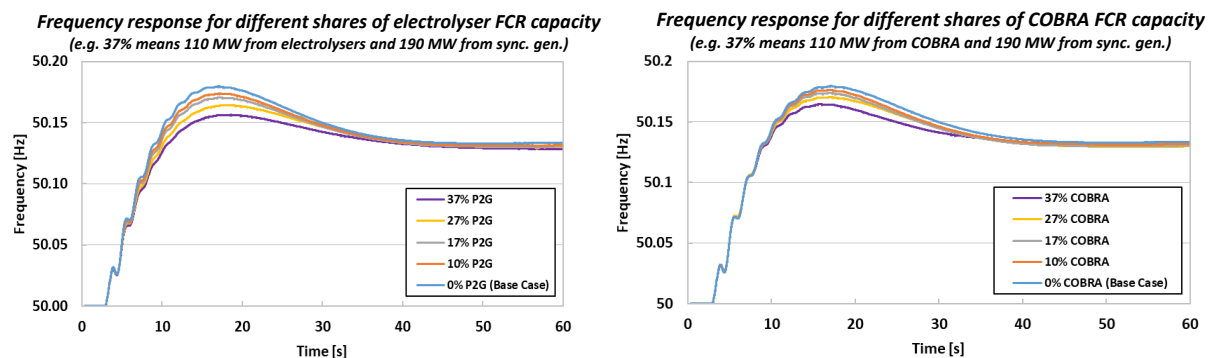 Frequency response for different shares of electrolyser FCR capacity
(e.g. 37% means 110 MW from electrolysers and 190 MW from sync. gen.)
50.20
50.15
50.10
50.05
50.00
Frequency [Hz]
37% P2G
27% P2G
17% P2G
10% P2G
0% P2G (Base Case)
0 10 20 30 40 50 60
Time [s]
Frequency response for different shares of COBRA FCR capacity
(e.g. 37% means 110 MW from COBRA and 190 MW from sync. gen.)
50.2
50.15
50.1
50.05
50
Frequency [Hz]
37% COBRA
27% COBRA
17% COBRA
10% COBRA
0% COBRA (Base Case)
0 10 20 30 40 50 60
Time [s]